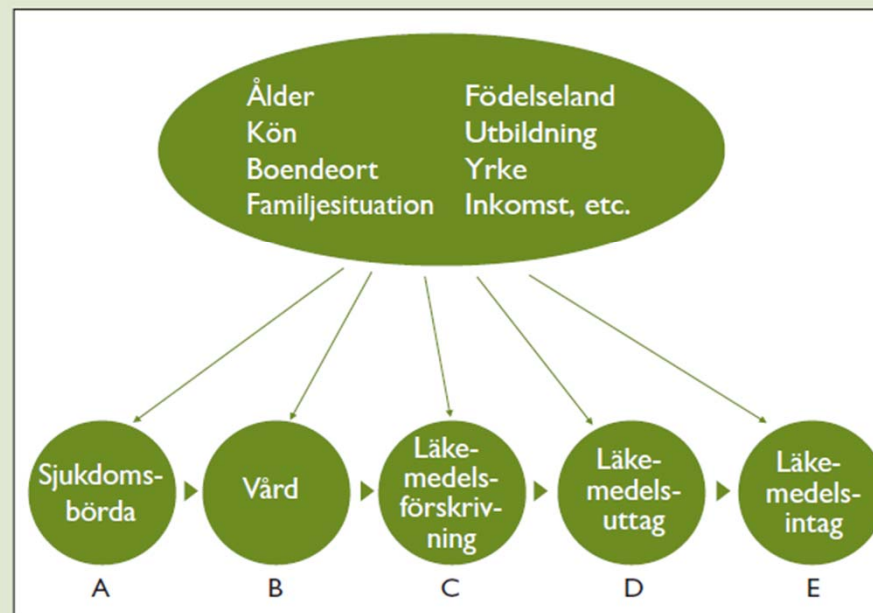 Ålder
Kön
Boendeort
Familjesituation
Födelseland
Utbildning
Yrke
Inkomst, etc.
Sjukdoms-
börda
Vård
Läke-
medels-
förskriv-
ning
Läke-
medels-
uttag
Läke-
medels-
intag
A
B
C
D
E